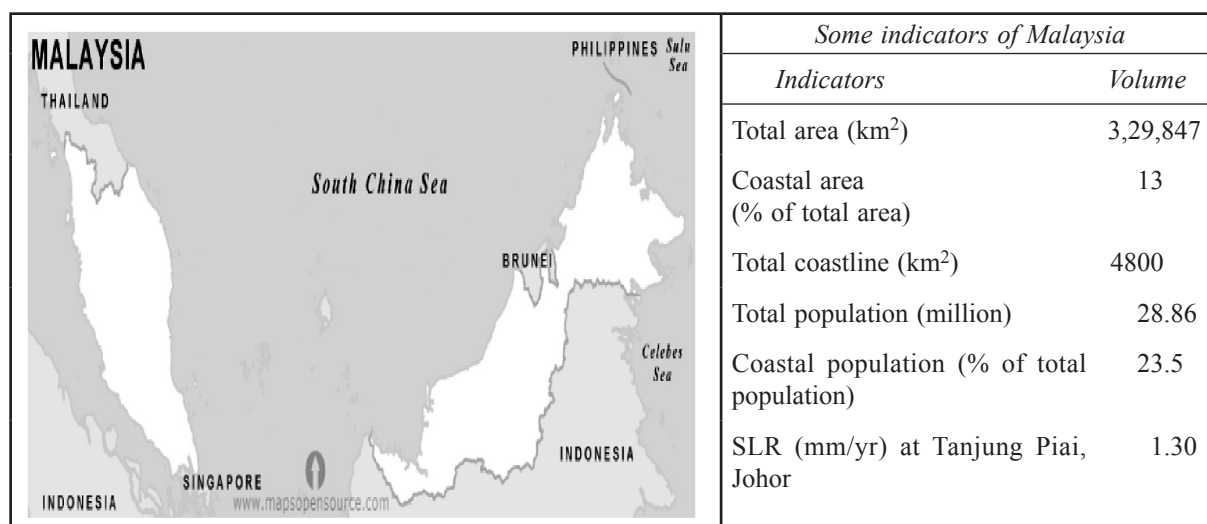 MALAYSIA
THAILAND
PHILIPPINES Sulu
Sea
South China Sea
BRUNEI
Celebes
Sea
INDONESIA
SINGAPORE
INDONESIA
www.mapsopensource.com
Some indicators of Malaysia
Indicators Volume
Total area (km²) 3,29,847
Coastal area 13
(% of total area)
Total coastline (km²) 4800
Total population (million) 28.86
Coastal population (% of total 23.5
population)
SLR (mm/yr) at Tanjung Piai, 1.30
Johor